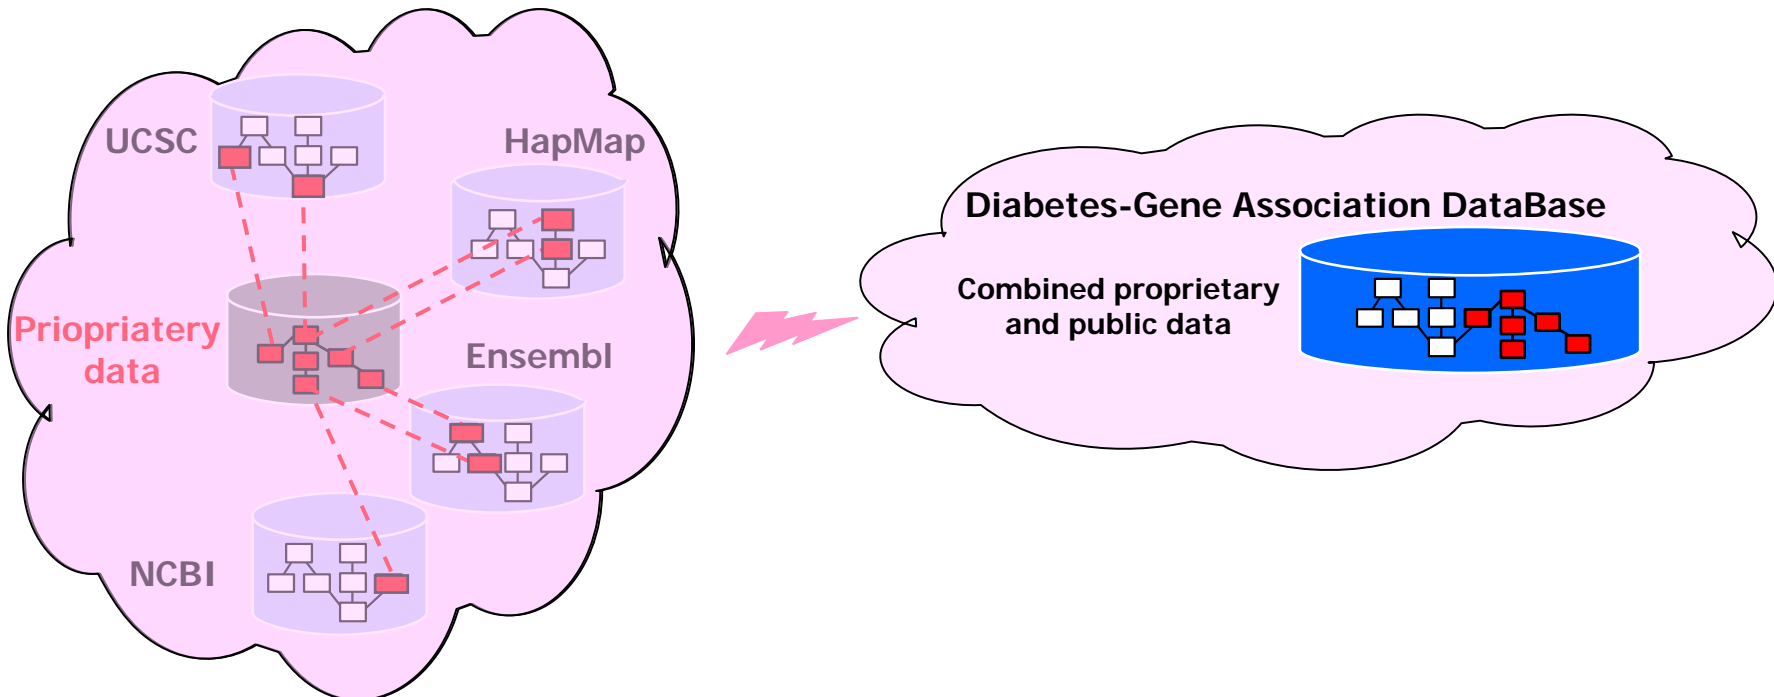 UCSC
HapMap
Priopriatery
data
Ensembl
NCBI
Diabetes-Gene Association DataBase
Combined proprietary
and public data